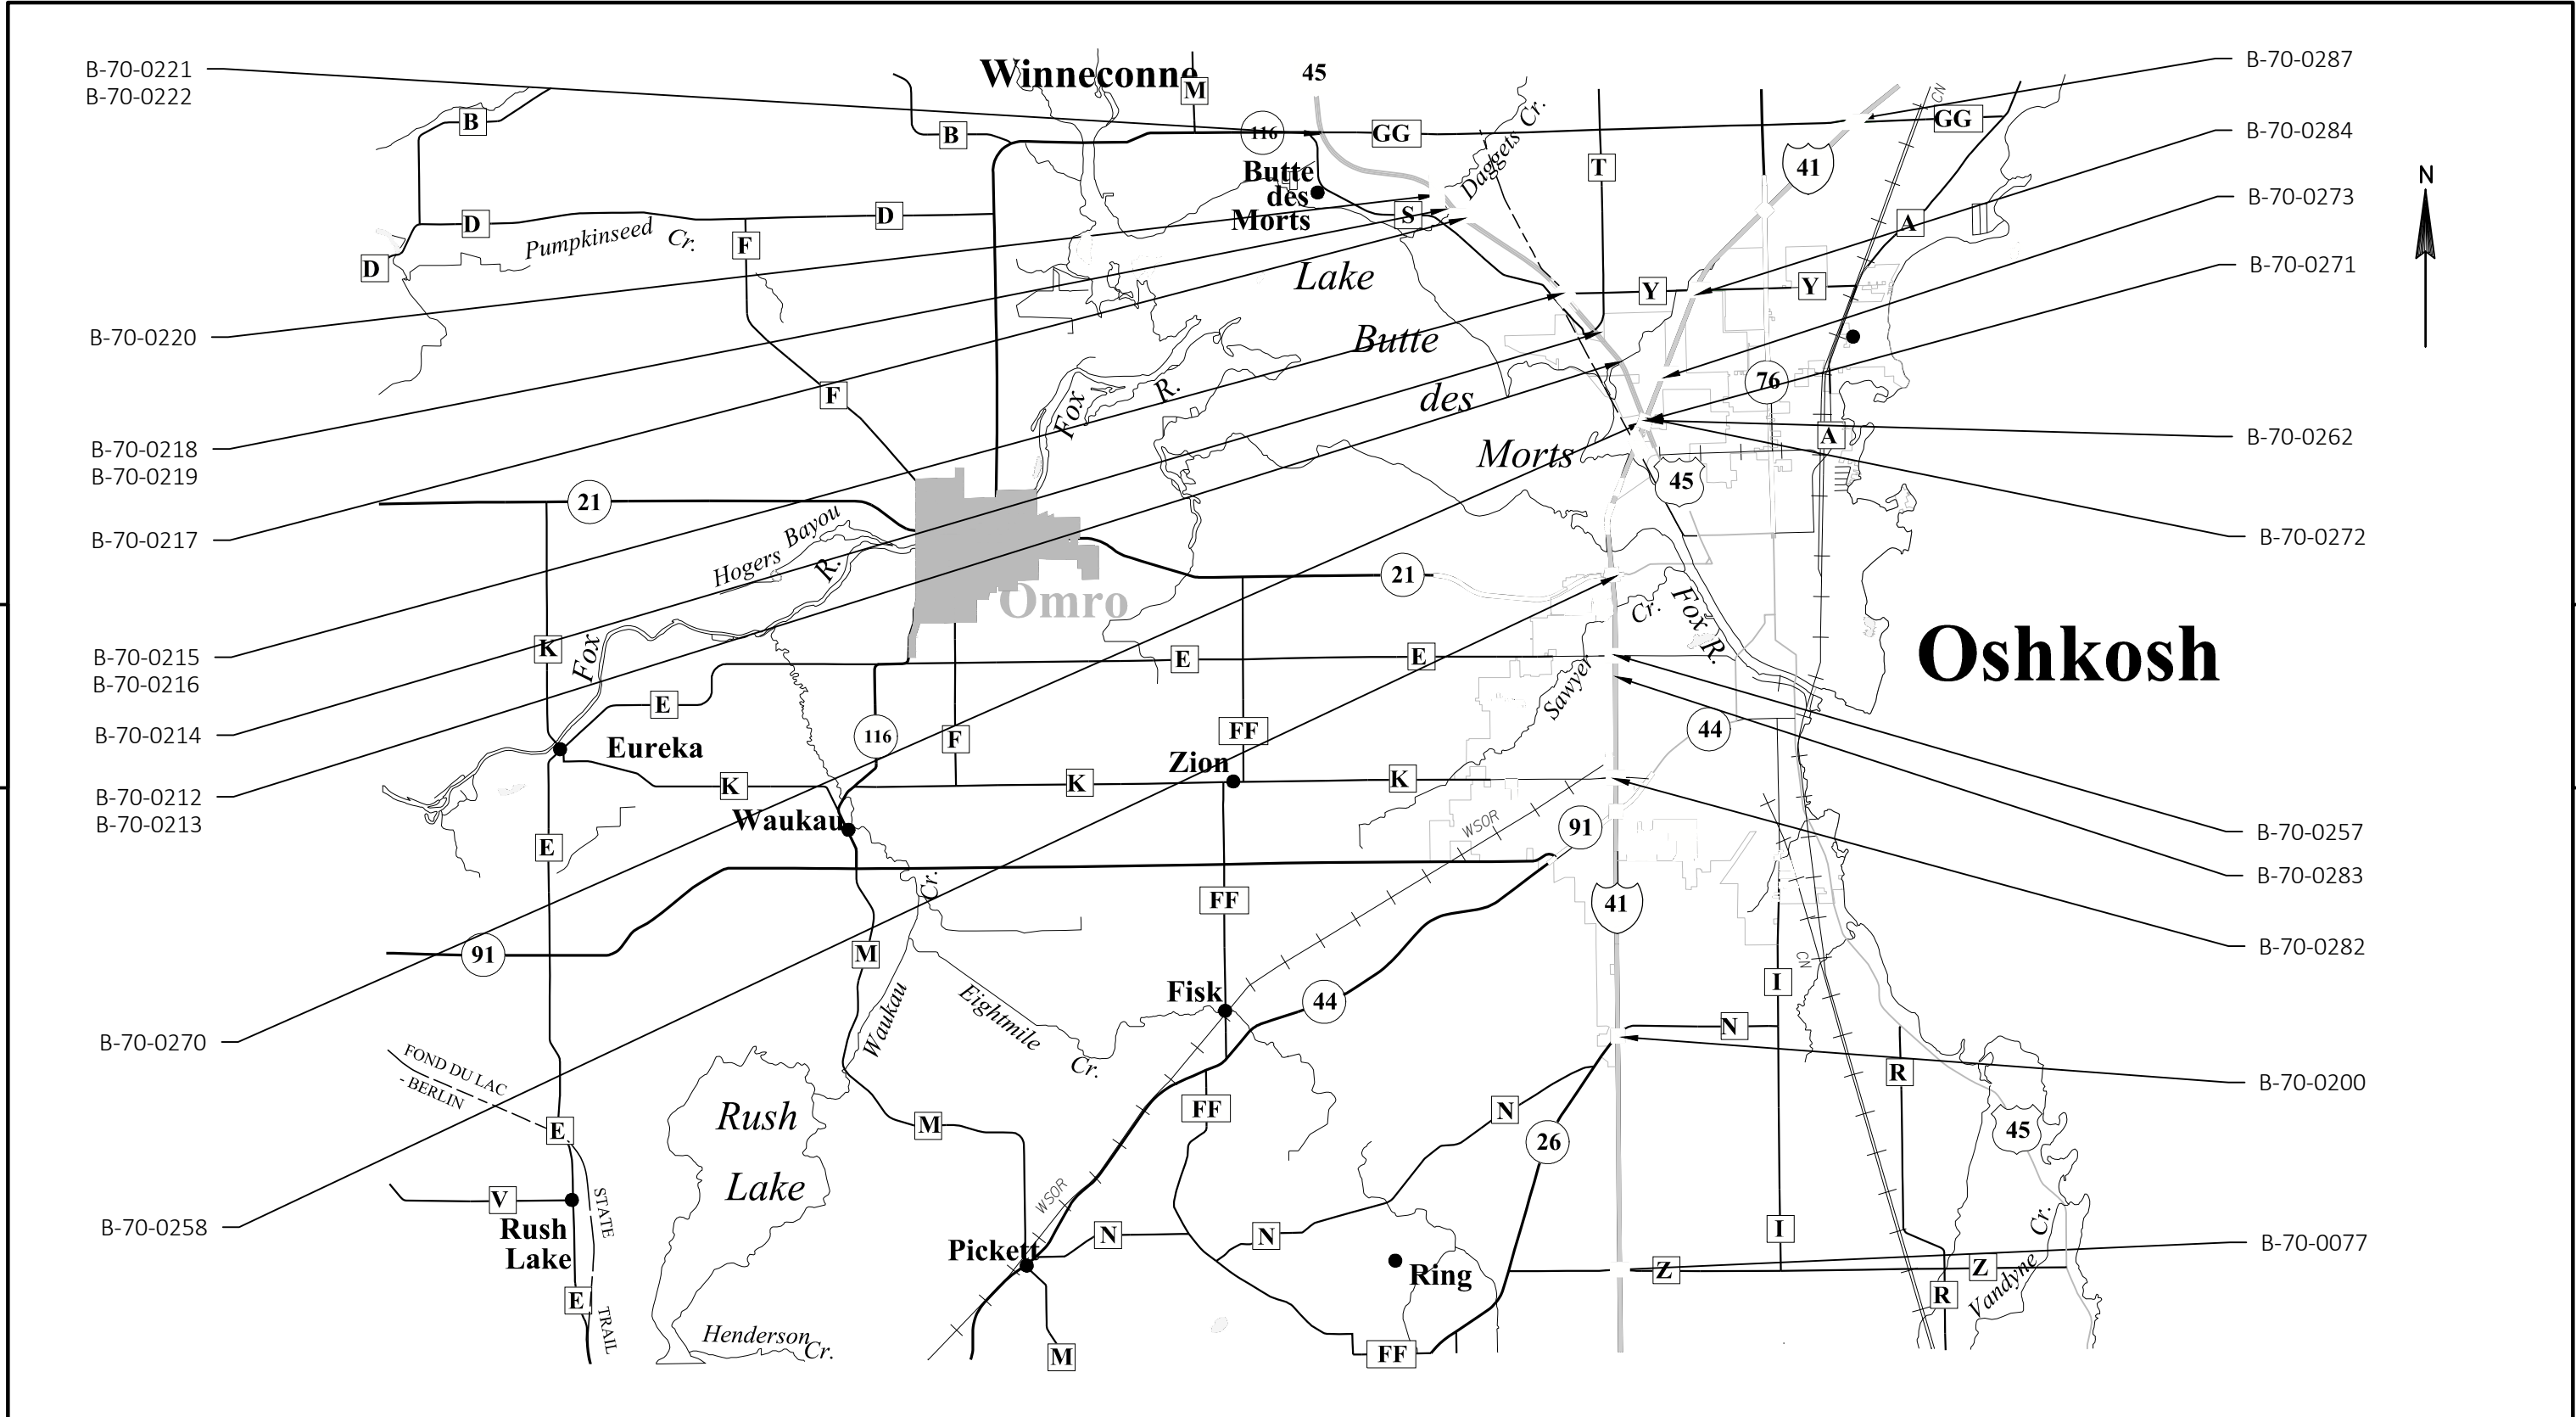 B-70-0221
B-70-0222
B-70-0220
B-70-0218
B-70-0219
B-70-0217
B-70-0215
B-70-0216
B-70-0214
B-70-0212
B-70-0213
B-70-0270
B-70-0258
Winneconne
M
45
B
B
116
GG
GG
CN
Butte
des
Morts
Daggets Cr.
T
41
S
A
D
D
D
Pumpkinseed Cr.
F
F
Y
Y
Lake
Butte
des
Morts
76
A
45
Fox R.
21
Hogers Bayou
R.
Fox
Omro
21
Cr.
Sawyer
Fox R.
Oshkosh
K
E
E
E
Eureka
116
F
FF
Zion
44
K
K
K
Waukau
91
WSOR
E
Cr.
FF
41
91
M
Waukau
Eightmile
Cr.
Fisk
44
I
CN
N
R
FOND DU LAC
- BERLIN
Rush
Lake
M
FF
N
26
45
E
V
Rush
Lake
STATE
TRAIL
E
WSOR
Pickett
N
N
Ring
I
Z
Z
R
Vandyne Cr.
Henderson Cr.
M
FF
B-70-0287
B-70-0284
B-70-0273
B-70-0271
B-70-0262
B-70-0272
B-70-0257
B-70-0283
B-70-0282
B-70-0200
B-70-0077
N